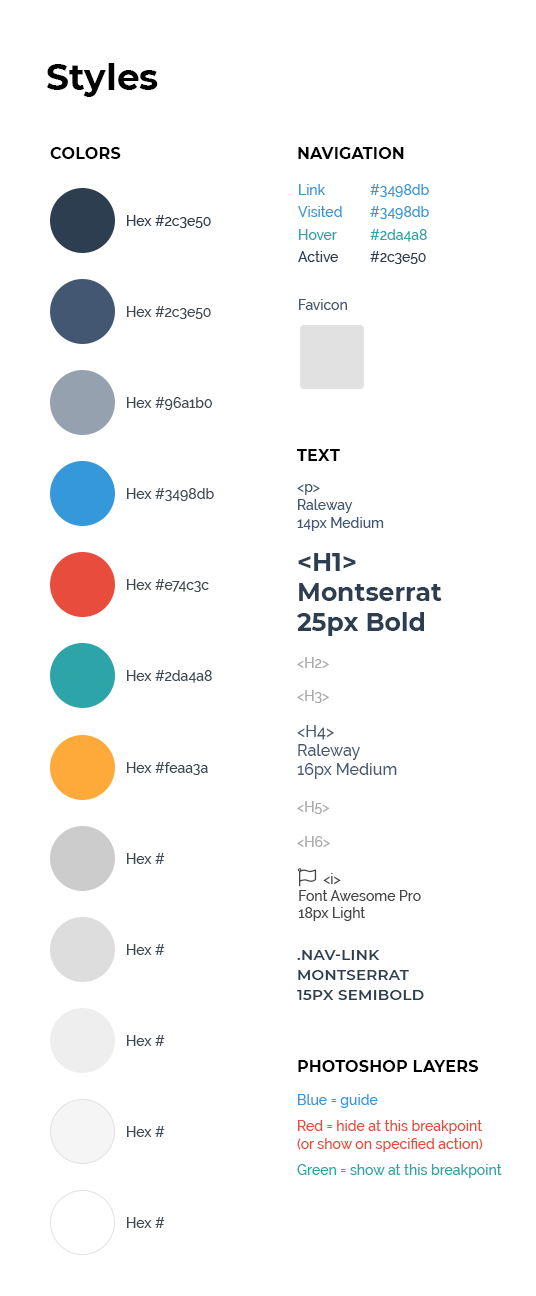 Styles
COLORS
Hex #2c3e50
Hex #2c3e50
Hex #96a1b0
Hex #3498db
Hex #e74c3c
Hex #2da4a8
Hex #feaa3a
Hex #
Hex #
Hex #
Hex #
Hex #
NAVIGATION
Link #3498db
Visited #3498db
Hover #2da4a8
Active #2c3e50
Favicon
TEXT
<p>
Raleway
14px Medium
<H1>
Montserrat
25px Bold
<H2>
<H3>
<H4>
Raleway
16px Medium
<H5>
<H6>
<i>
Font Awesome Pro
18px Light
.NAV-LINK
MONTSERRAT
15PX SEMIBOLD
PHOTOSHOP LAYERS
Blue = guide
Red = hide at this breakpoint
(or show on specified action)
Green = show at this breakpoint